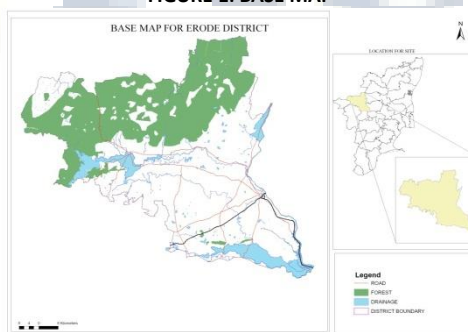 FIGURE 1: BASE MAP
BASE MAP FOR ERODE DISTRICT
N
LOCATION FOR SITE
Legend
ROAD
FOREST
DRAINAGE
DISTRICT BOUNDARY